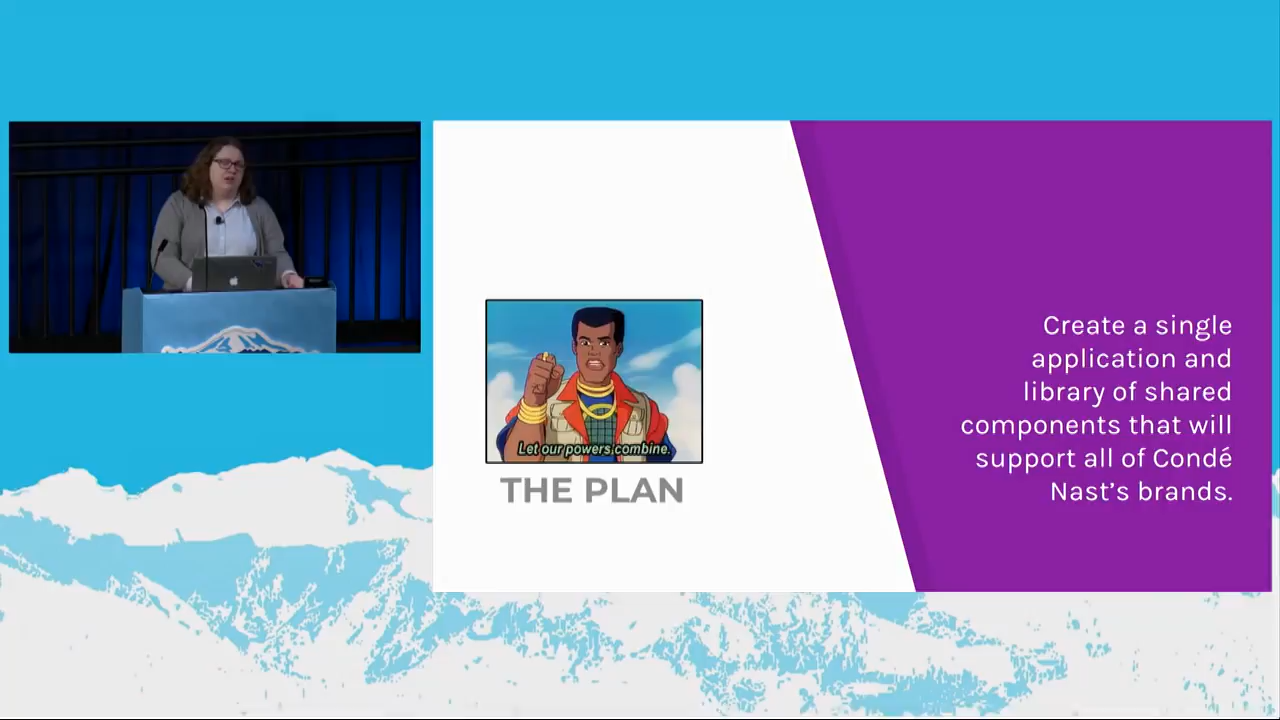 Let our powers combine.
THE PLAN
Create a single
application and
library of shared
components that will
support all of Condé
Nast’s brands.